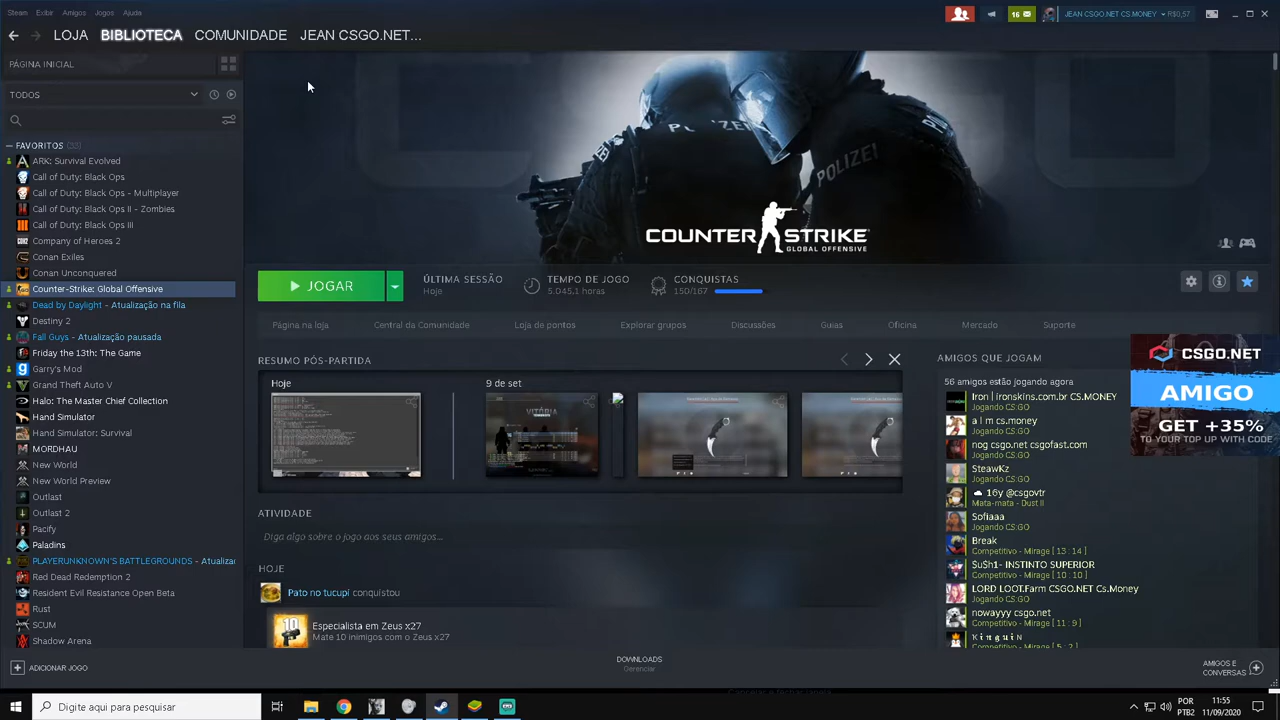 Steam Exibir Amigos Jogos Ajuda
16 JEAN CSGO.NET CS.MONEY R$0,57
LOJA BIBLIOTECA COMUNIDADE JEAN CSGO.NET...
PÁGINA INICIAL
TODOS
FAVORITOS (33)
ARK: Survival Evolved
Call of Duty: Black Ops
Call of Duty: Black Ops - Multiplayer
Call of Duty: Black Ops II - Zombies
Call of Duty: Black Ops III
Company of Heroes 2
Conan Exiles
Conan Unconquered
Counter-Strike: Global Offensive
Dead by Daylight - Atualização na fila
Destiny 2
Fall Guys - Atualização pausada
Friday the 13th: The Game
Garry's Mod
Grand Theft Auto V
Halo: The Master Chief Collection
Hand Simulator
Hand Simulator: Survival
MORDHAU
New World
New World Preview
Outlast
Outlast 2
Pacify
Paladins
PLAYERUNKNOWN'S BATTLEGROUNDS - Atualiza
Red Dead Redemption 2
Resident Evil Resistance Open Beta
Rust
SCUM
Shadow Arena
ADICIONAR JOGO
POLIZEI
POLIZEI
COUNTER STRIKE
GLOBAL OFFENSIVE
JOGAR
ÚLTIMA SESSÃO
Hoje
TEMPO DE JOGO
5.045,1 horas
CONQUISTAS
150/167
Página na loja Central da Comunidade Loja de pontos Explorar grupos Discussões Guias Oficina Mercado Suporte
RESUMO PÓS-PARTIDA
Hoje
9 de set
VITÓRIA
ATIVIDADE
Diga algo sobre o jogo aos seus amigos...
HOJE
Pato no tucupi conquistou
10
Especialista em Zeus x27
Mate 10 inimigos com o Zeus x27
AMIGOS QUE JOGAM
56 amigos estão jogando agora
Iron | ironskins.com.br CS.MONEY
Jogando CS:GO
a l m cs.money
Jogando CS:GO
nog csgo.net csgofast.com
Jogando CS:GO
SteawKz
Jogando CS:GO
16y @csgovtr
Mata-mata - Dust II
Sofiaaa
Jogando CS:GO
Break
Competitivo - Mirage [ 13 : 14 ]
$u$h1- INSTINTO SUPERIOR
Competitivo - Mirage [ 10 : 10 ]
LORD LOOT.Farm CSGO.NET Cs.Money
Jogando CS:GO
nowayyy csgo.net
Competitivo - Mirage [ 11 : 9 ]
K i n g u i N
Competitivo - Mirage [ 5 : 2 ]
CSGO.NET
AMIGO
GET +35%
TO YOUR TOP UP WITH CODE
DOWNLOADS
Gerenciar
AMIGOS E
CONVERSAS
Digite aqui para pesquisar
POR
PTB2
11:55
11/09/2020